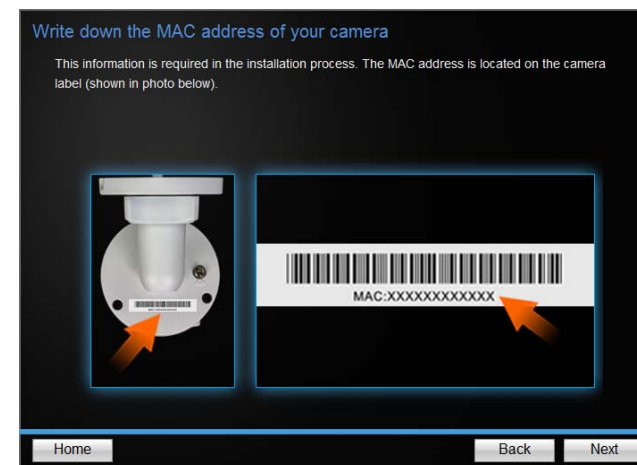 Write down the MAC address of your camera
This information is required in the installation process. The MAC address is located on the camera
label (shown in photo below).
MAC:XXXXXXXXXXXX
Home
Back
Next